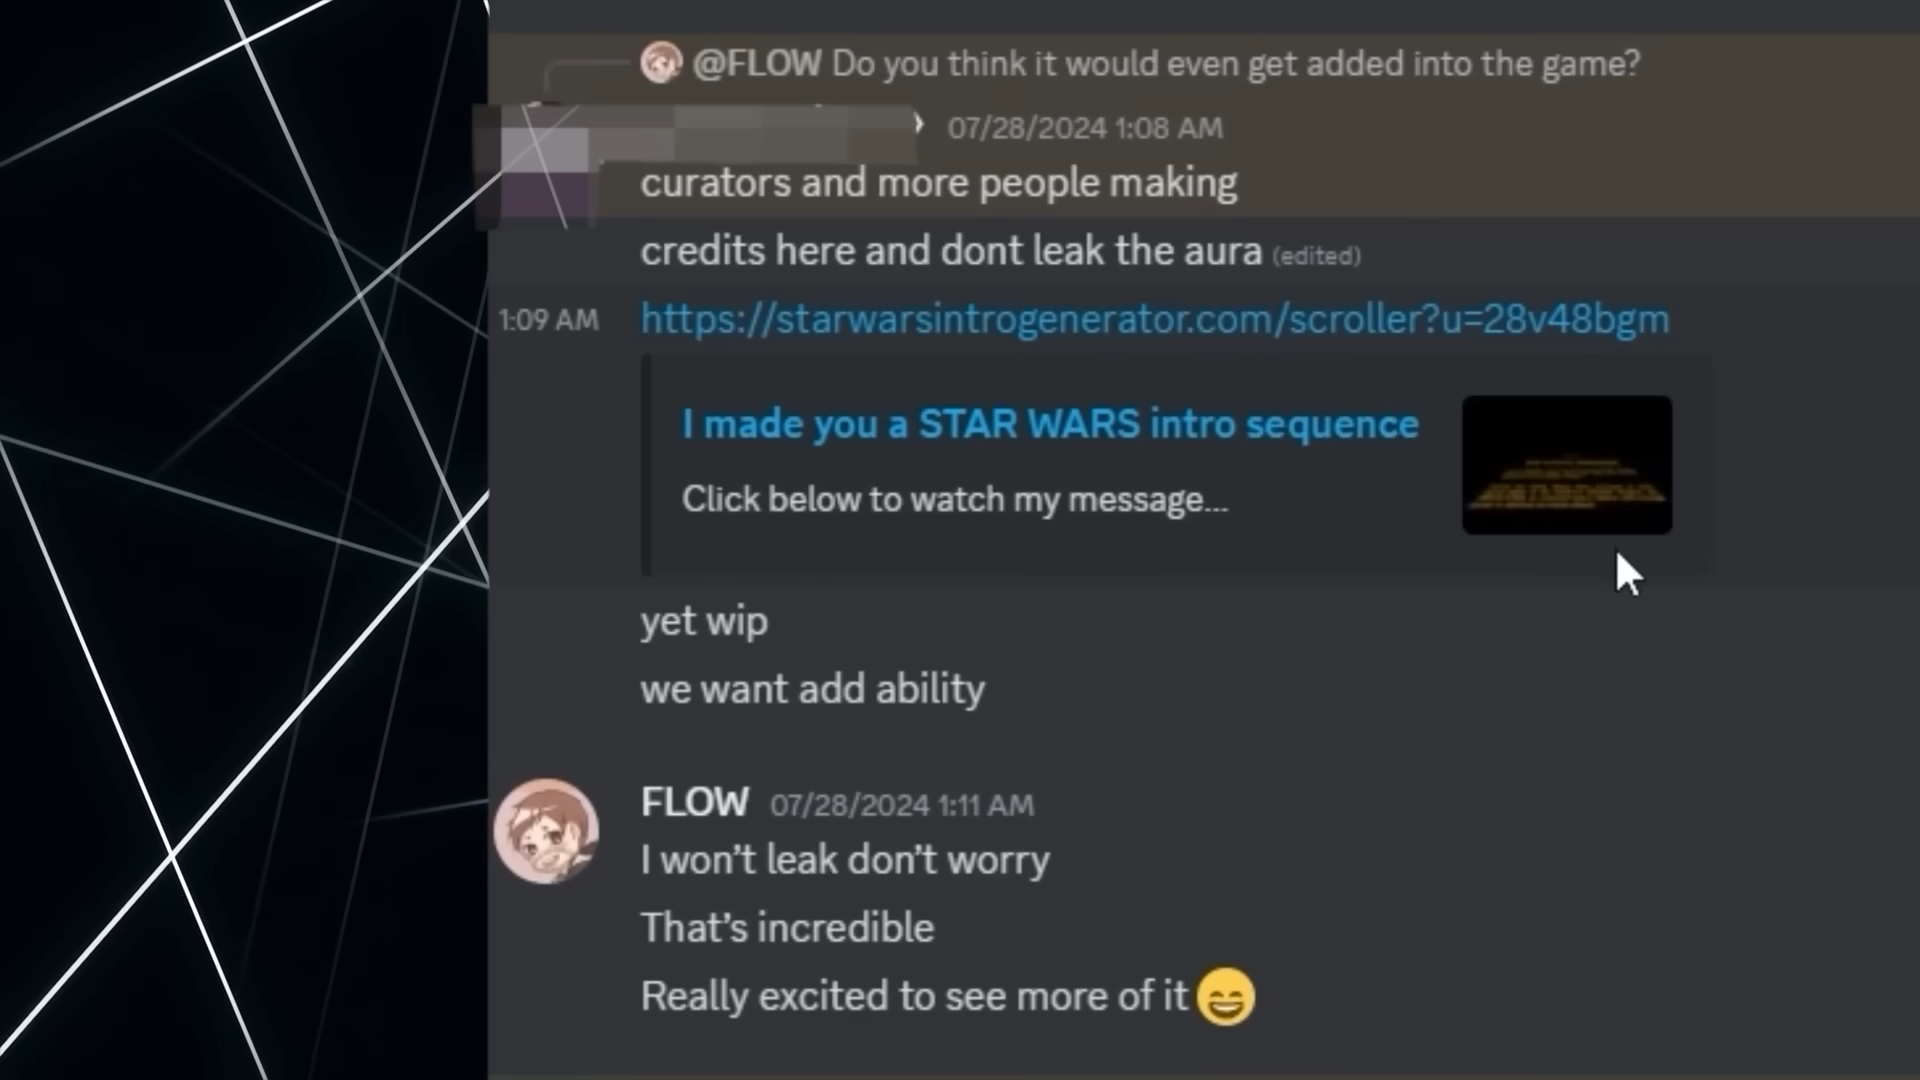 @FLOW Do you think it would even get added into the game?
07/28/2024 1:08 AM
curators and more people making
credits here and dont leak the aura (edited)
1:09 AM https://starwarsintrogenerator.com/scroller?u=28v48bgm
I made you a STAR WARS intro sequence
Click below to watch my message...
yet wip
we want add ability
FLOW 07/28/2024 1:11 AM
I won't leak don't worry
That's incredible
Really excited to see more of it